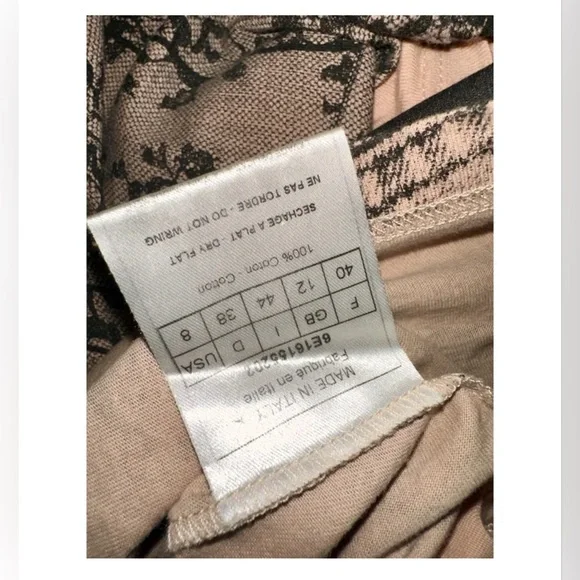 MADE IN ITALY
Fabriqué en Italie
6E16155202
F GB I D USA
40 12 44 38 8
100% Coton - Cotton
SECHAGE A PLAT - DRY FLAT
NE PAS TORDRE - DO NOT WRING